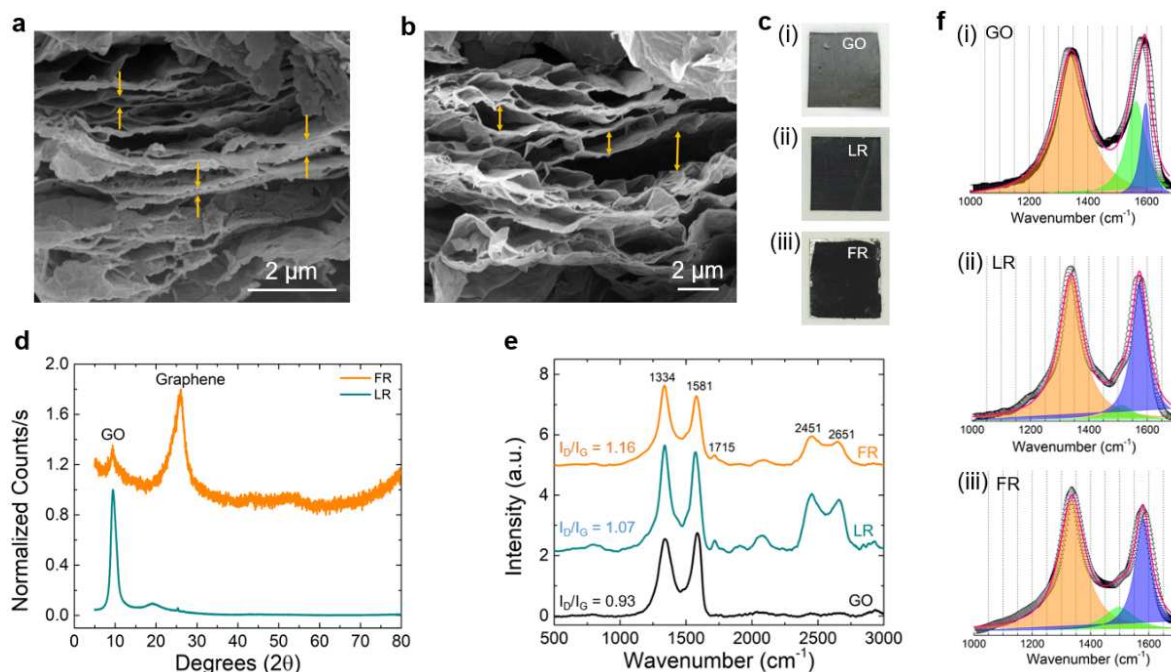 a
2 μm
b
2 μm
c
(i)
GO
(ii)
LR
(iii)
FR
d
Normalized Counts/s
2.0
1.6
1.2
0.8
0.4
0.0
0 10 20 30 40 50 60 70 80
Degrees (2θ)
GO
Graphene
FR
LR
e
Intensity (a.u.)
8
6
4
2
0
500 1000 1500 2000 2500 3000
Wavenumber (cm⁻¹)
1334
1581
1715
2451
2651
I_D/I_G = 1.16
FR
I_D/I_G = 1.07
LR
I_D/I_G = 0.93
GO
f
(i) GO
1000 1200 1400 1600
Wavenumber (cm⁻¹)
(ii) LR
1000 1200 1400 1600
Wavenumber (cm⁻¹)
(iii) FR
1000 1200 1400 1600
Wavenumber (cm⁻¹)